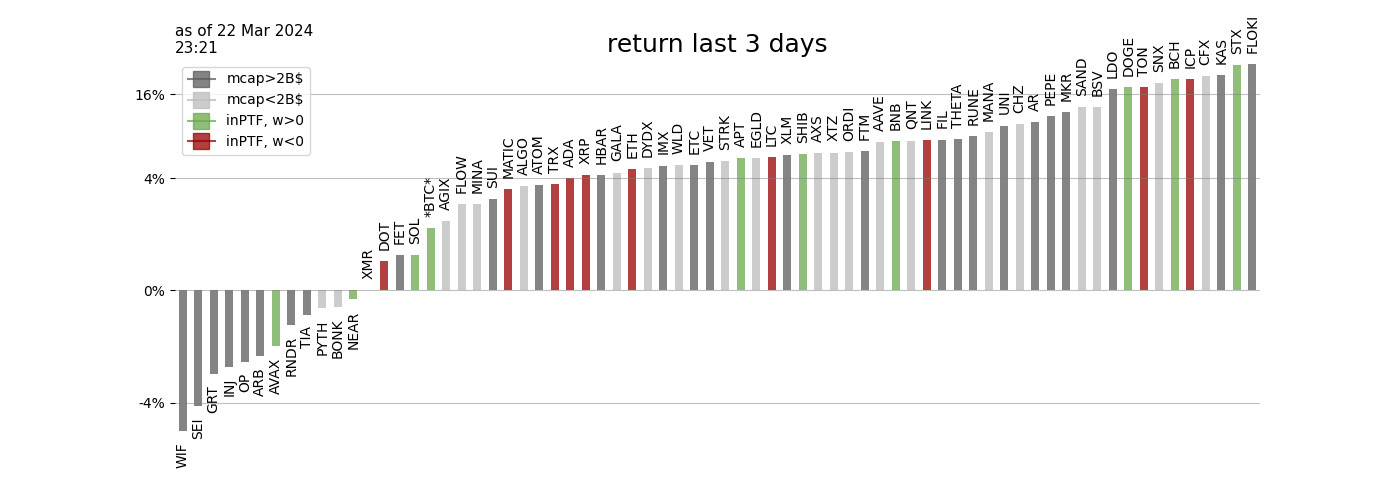 as of 22 Mar 2024
23:21
return last 3 days
mcap>2B$
mcap<2B$
inPTF, w>0
inPTF, w<0
16%
4%
0%
-4%
WIF
SEI
GRT
INJ
OP
ARB
AVAX
RNDR
TIA
PYTH
BONK
NEAR
XMR
DOT
FET
SOL
*BTC*
AGIX
FLOW
MINA
SUI
MATIC
ALGO
ATOM
TRX
ADA
XRP
HBAR
GALA
ETH
DYDX
IMX
WLD
ETC
VET
STRK
APT
EGLD
LTC
XLM
SHIB
AXS
XTZ
ORDI
FTM
AAVE
BNB
QNT
LINK
FIL
THETA
RUNE
MANA
UNI
CHZ
AR
PEPE
MKR
SAND
BSV
LDO
DOGE
TON
SNX
BCH
ICP
CFX
KAS
STX
FLOKI